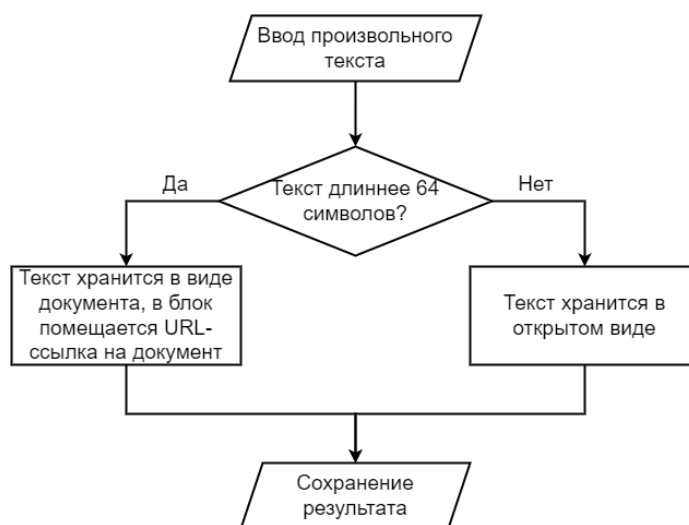 Ввод произвольного
текста
Текст длиннее 64
символов?
Да
Нет
Текст хранится в виде
документа, в блок
помещается URL-
ссылка на документ
Текст хранится в
открытом виде
Сохранение
результата